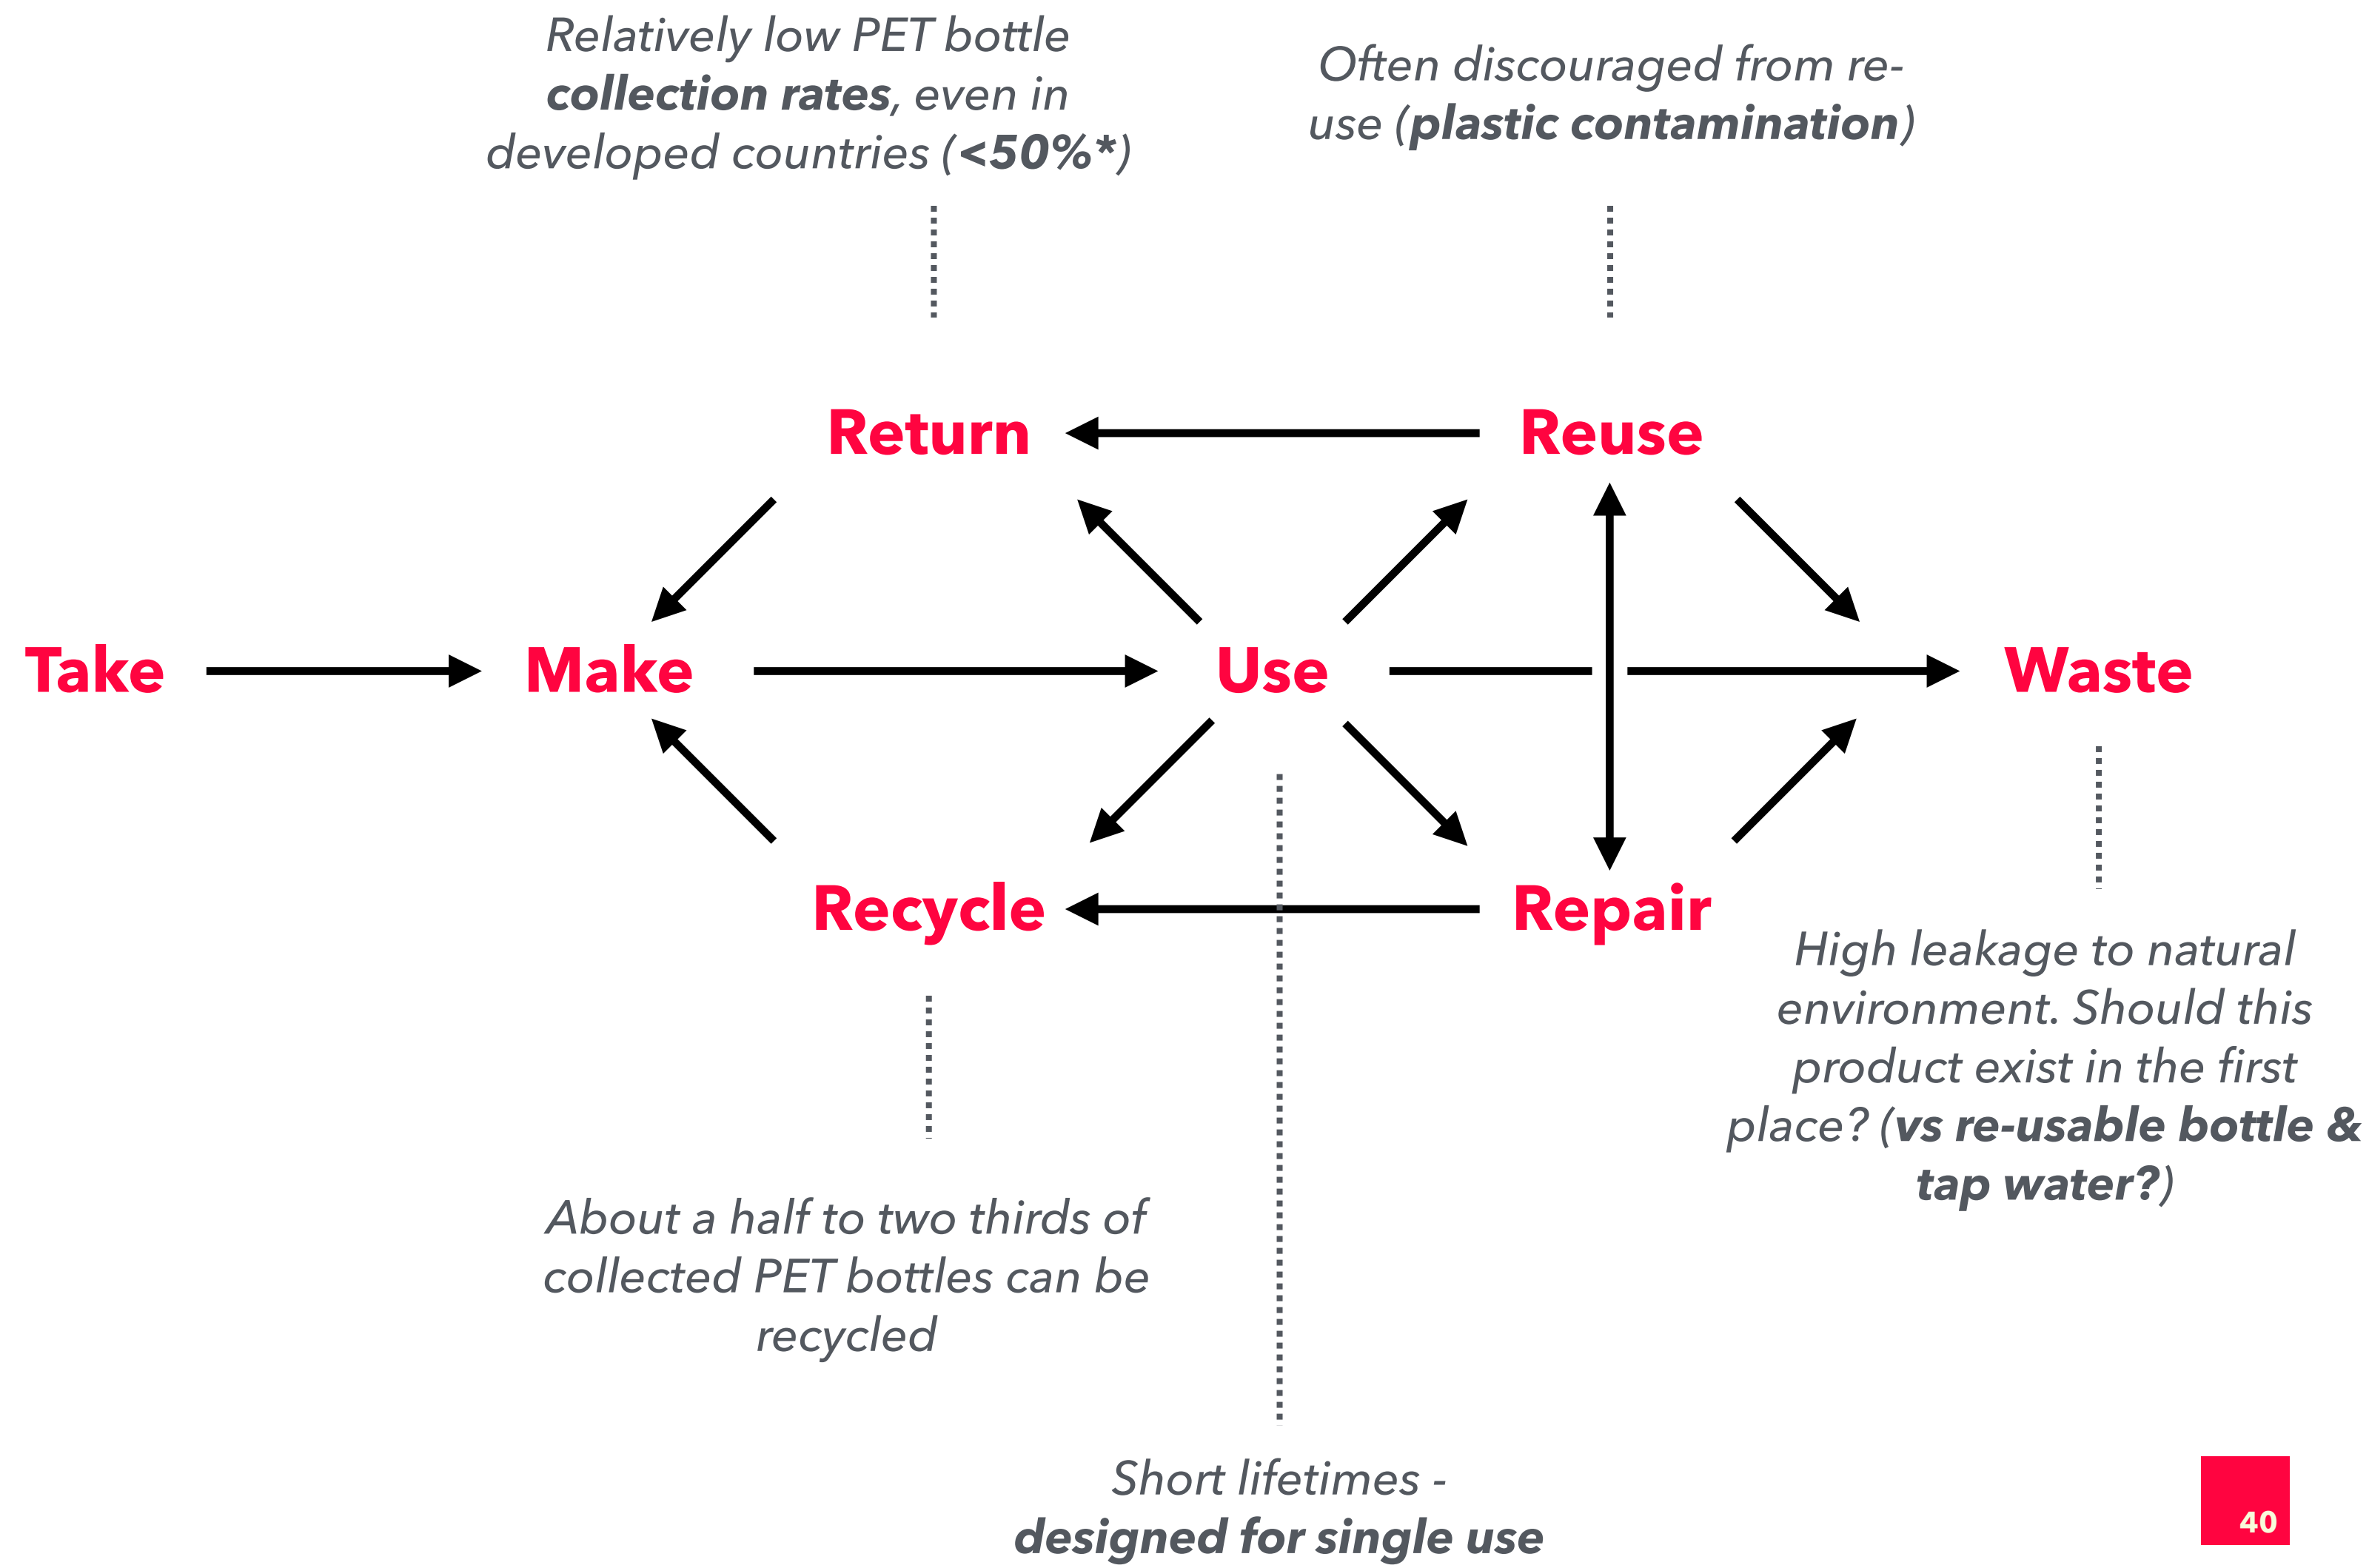 Relatively low PET bottle
collection rates, even in
developed countries (<50%*)
Often discouraged from re-
use (plastic contamination)
Return
Reuse
Take
Make
Use
Waste
Recycle
Repair
High leakage to natural
environment. Should this
product exist in the first
place? (vs re-usable bottle &
tap water?)
About a half to two thirds of
collected PET bottles can be
recycled
Short lifetimes -
designed for single use
40